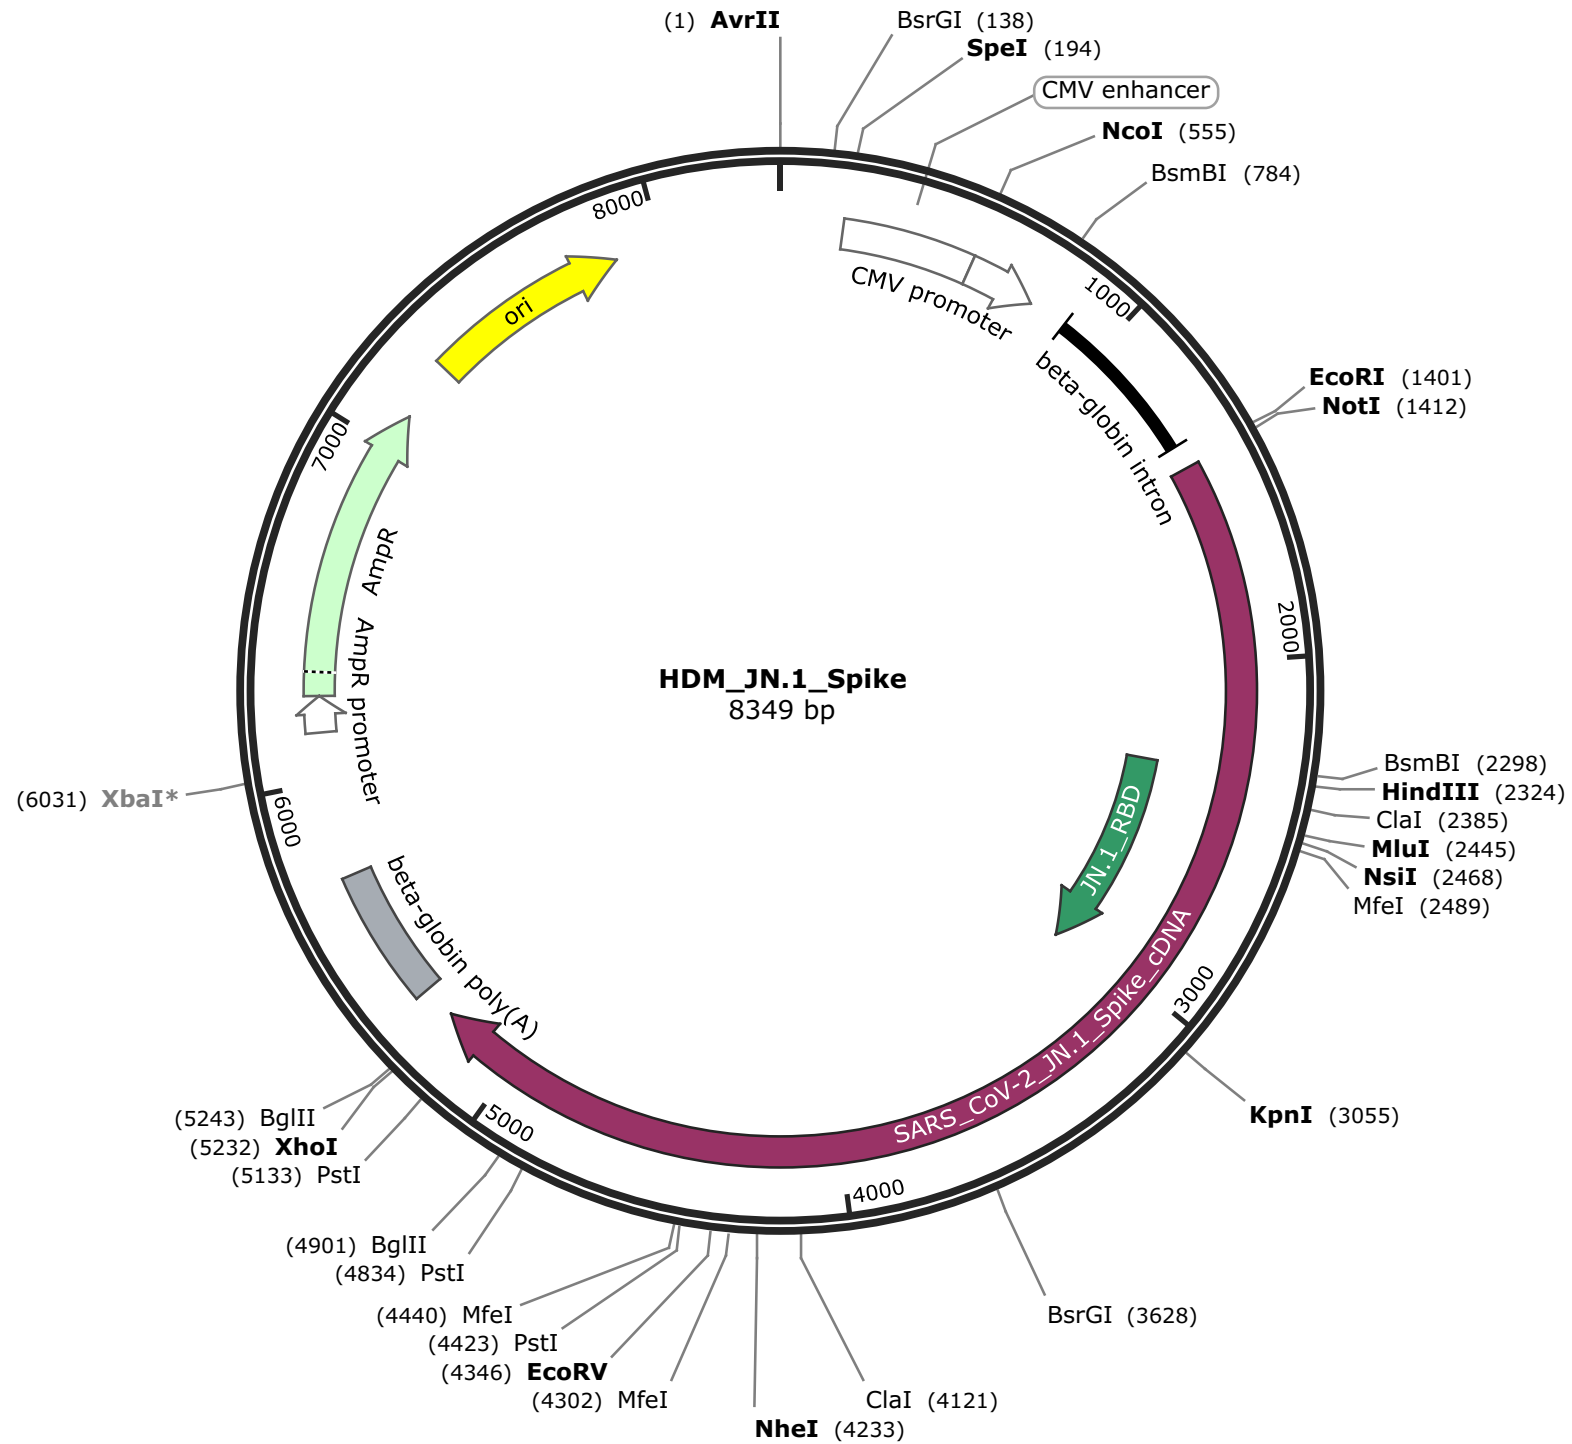 (1) AvrII
BsrGI (138)
SpeI (194)
CMV enhancer
NcoI (555)
BsmBI (784)
8000
1000
ori
CMV promoter
beta-globin intron
EcoRI (1401)
NotI (1412)
7000
AmpR
2000
AmpR promoter
HDM_JN.1_Spike
8349 bp
BsmBI (2298)
HindIII (2324)
ClaI (2385)
MluI (2445)
NsiI (2468)
MfeI (2489)
(6031) XbaI*
6000
JN.1_RBD
beta-globin poly(A)
SARS_CoV-2_JN.1_Spike_cDNA
3000
KpnI (3055)
(5243) BglII
(5232) XhoI
(5133) PstI
5000
4000
(4901) BglII
(4834) PstI
(4440) MfeI
(4423) PstI
(4346) EcoRV
(4302) MfeI
NheI (4233)
ClaI (4121)
BsrGI (3628)